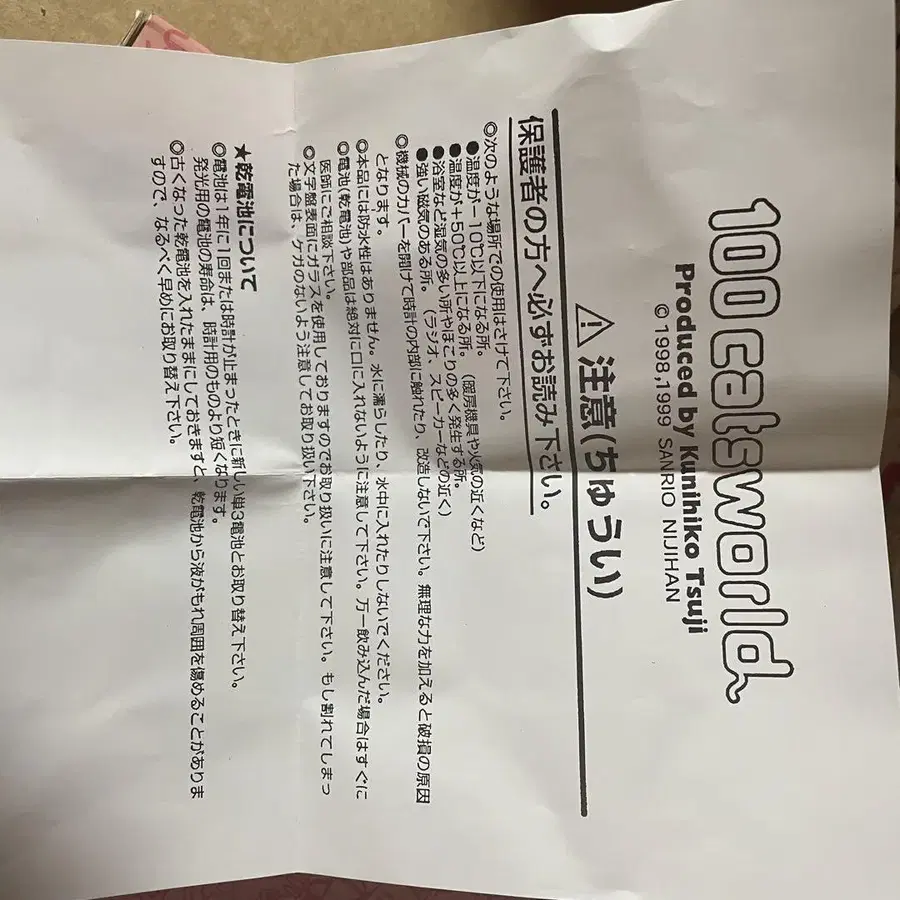 100catsworld
Produced by Kunihiko Tsuji
©1998,1999 SANRIO NIJIHAN
⚠注意(ちゅうい)
保護者の方へ必ずお読み下さい。
◎次のような場所での使用はさけて下さい。
●温度が－10℃以下になる所。
●温度が＋50℃以上になる所。(暖房機具や火気の近くなど)
●浴室など湿気の多い所やほこりの多く発生する所。
●強い磁気のある所。(ラジオ、スピーカーなどの近く)
◎機械のカバーを開けて時計の内部に触れたり、改造しないで下さい。無理な力を加えると破損の原因
となります。
◎本品には防水性はありません。水に濡らしたり、水中に入れたりしないでください。
◎電池(乾電池)や部品は絶対に口に入れないように注意して下さい。万一飲み込んだ場合はすぐに
医師にご相談下さい。
◎文字盤表面にガラスを使用しておりますのでお取り扱いに注意して下さい。もし割れてしまっ
た場合は、ケガのないよう注意してお取り扱い下さい。
★乾電池について
◎電池は1年に1回または時計が止まったときに新しい単3電池とお取り替え下さい。
発光用の電池の寿命は、時計用のものより短くなります。
◎古くなった乾電池を入れたままにしておきますと、乾電池から液がもれ周囲を傷めることがありま
すので、なるべく早めにお取り替え下さい。